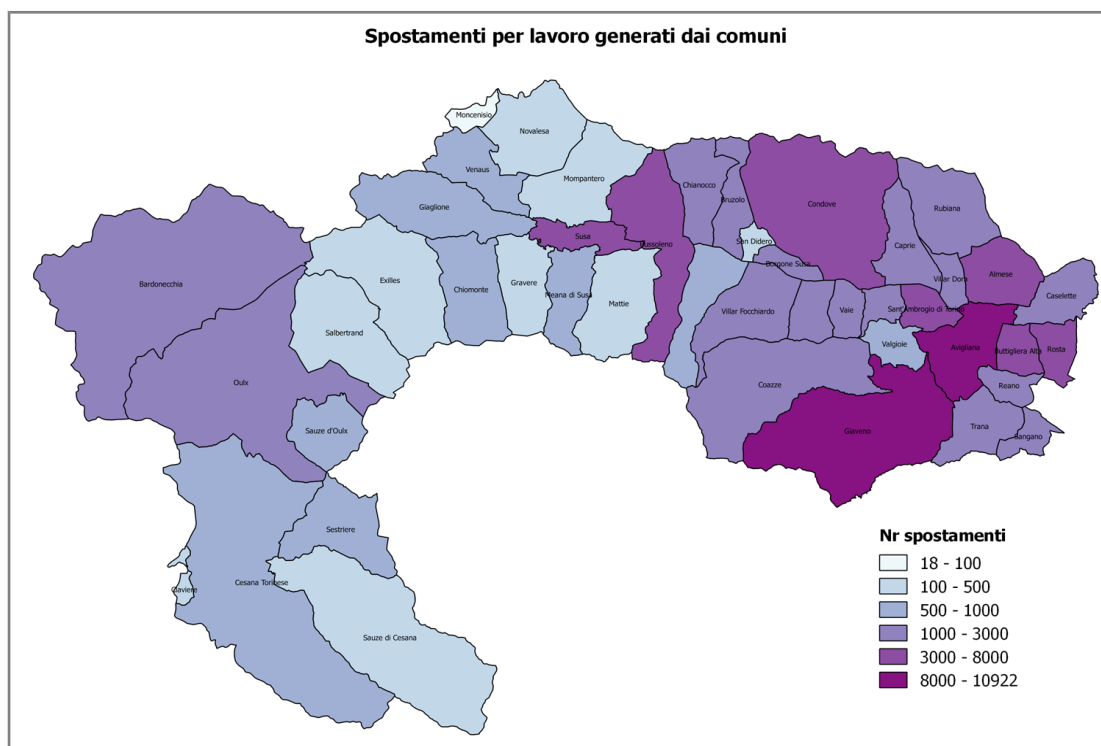 Spostamenti per lavoro generati dai comuni
Moncenisio
Novalesa
Venaus
Mompantero
Chianocco
Bruzolo
Condove
Giaglione
Rubiana
Susa
Bussoleno
San Didero
Caprie
Borgone Susa
Bardonecchia
Exilles
Chiomonte
Gravere
Meana di Susa
Mattie
Villar Dora
Almese
Caselette
Salbertrand
Villar Focchiardo
Vaie
Sant'Ambrogio di Torino
Valgioie
Avigliana
Buttigliera Alta
Rosta
Oulx
Coazze
Reano
Sauze d'Oulx
Giaveno
Trana
Sangano
Sestriere
Claviere
Cesana Torinese
Sauze di Cesana
Nr spostamenti
18 - 100
100 - 500
500 - 1000
1000 - 3000
3000 - 8000
8000 - 10922